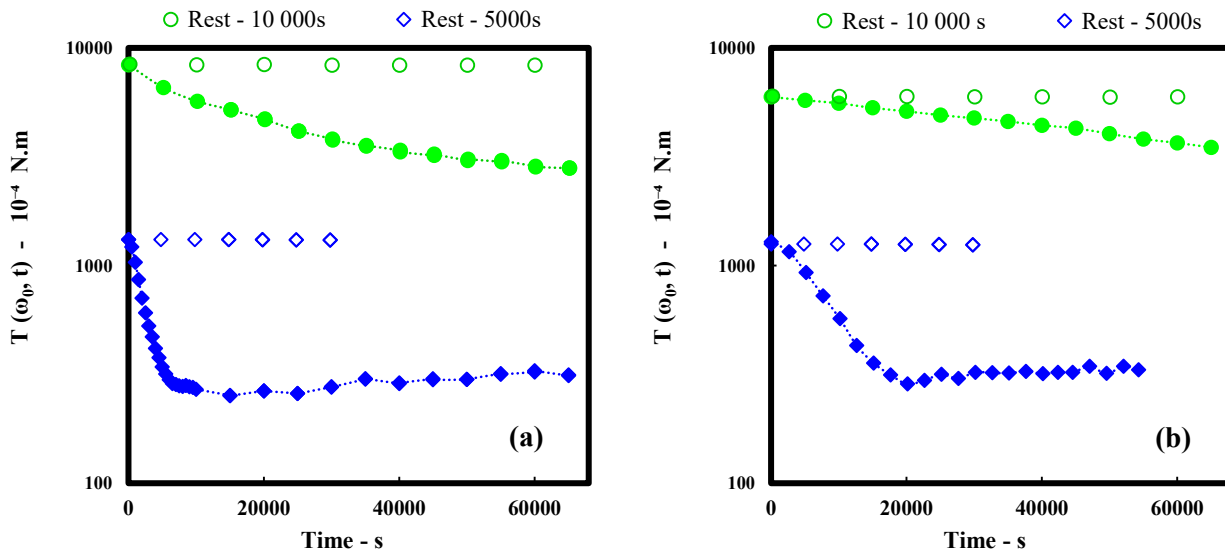 Rest - 10 000s Rest - 5000s
10000
1000
100
T (ω₀, t) - 10⁻⁴ N.m
0 20000 40000 60000
Time - s
(a)
Rest - 10 000 s Rest - 5000s
10000
1000
100
T (ω₀, t) - 10⁻⁴ N.m
0 20000 40000 60000
Time - s
(b)